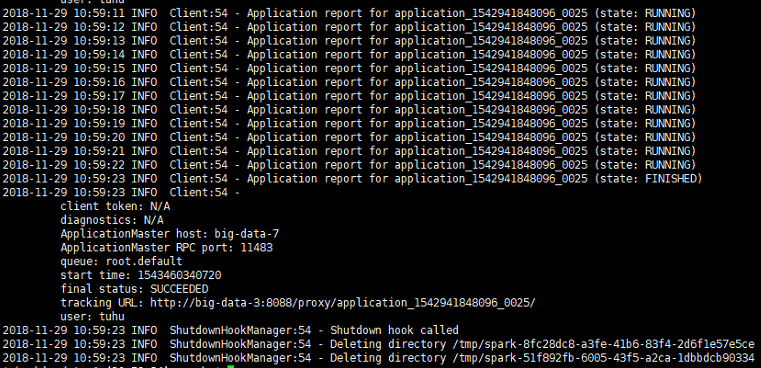 user: tuhu
2018-11-29 10:59:11 INFO  Client:54 - Application report for application_1542941848096_0025 (state: RUNNING)
2018-11-29 10:59:12 INFO  Client:54 - Application report for application_1542941848096_0025 (state: RUNNING)
2018-11-29 10:59:13 INFO  Client:54 - Application report for application_1542941848096_0025 (state: RUNNING)
2018-11-29 10:59:14 INFO  Client:54 - Application report for application_1542941848096_0025 (state: RUNNING)
2018-11-29 10:59:15 INFO  Client:54 - Application report for application_1542941848096_0025 (state: RUNNING)
2018-11-29 10:59:16 INFO  Client:54 - Application report for application_1542941848096_0025 (state: RUNNING)
2018-11-29 10:59:17 INFO  Client:54 - Application report for application_1542941848096_0025 (state: RUNNING)
2018-11-29 10:59:18 INFO  Client:54 - Application report for application_1542941848096_0025 (state: RUNNING)
2018-11-29 10:59:19 INFO  Client:54 - Application report for application_1542941848096_0025 (state: RUNNING)
2018-11-29 10:59:20 INFO  Client:54 - Application report for application_1542941848096_0025 (state: RUNNING)
2018-11-29 10:59:21 INFO  Client:54 - Application report for application_1542941848096_0025 (state: RUNNING)
2018-11-29 10:59:22 INFO  Client:54 - Application report for application_1542941848096_0025 (state: RUNNING)
2018-11-29 10:59:23 INFO  Client:54 - Application report for application_1542941848096_0025 (state: FINISHED)
2018-11-29 10:59:23 INFO  Client:54 -
client token: N/A
diagnostics: N/A
ApplicationMaster host: big-data-7
ApplicationMaster RPC port: 11483
queue: root.default
start time: 1543460340720
final status: SUCCEEDED
tracking URL: http://big-data-3:8088/proxy/application_1542941848096_0025/
user: tuhu
2018-11-29 10:59:23 INFO  ShutdownHookManager:54 - Shutdown hook called
2018-11-29 10:59:23 INFO  ShutdownHookManager:54 - Deleting directory /tmp/spark-8fc28dc8-a3fe-41b6-83f4-2d6f1e57e5ce
2018-11-29 10:59:23 INFO  ShutdownHookManager:54 - Deleting directory /tmp/spark-51f892fb-6005-43f5-a2ca-1dbbdcb90334